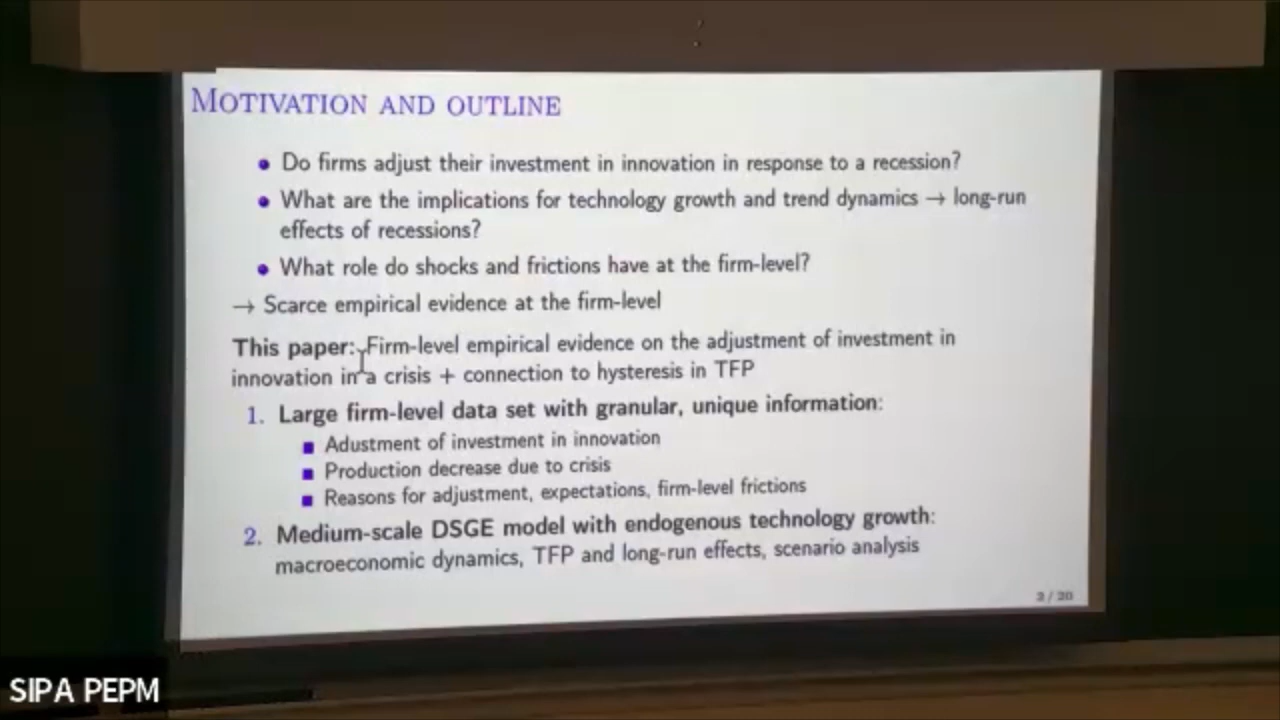 MOTIVATION AND OUTLINE
• Do firms adjust their investment in innovation in response to a recession?
• What are the implications for technology growth and trend dynamics → long-run
effects of recessions?
• What role do shocks and frictions have at the firm-level?
→ Scarce empirical evidence at the firm-level
This paper: Firm-level empirical evidence on the adjustment of investment in
innovation in a crisis + connection to hysteresis in TFP
1. Large firm-level data set with granular, unique information:
■ Adustment of investment in innovation
■ Production decrease due to crisis
■ Reasons for adjustment, expectations, firm-level frictions
2. Medium-scale DSGE model with endogenous technology growth:
macroeconomic dynamics, TFP and long-run effects, scenario analysis
2 / 20
SIPA PEPM